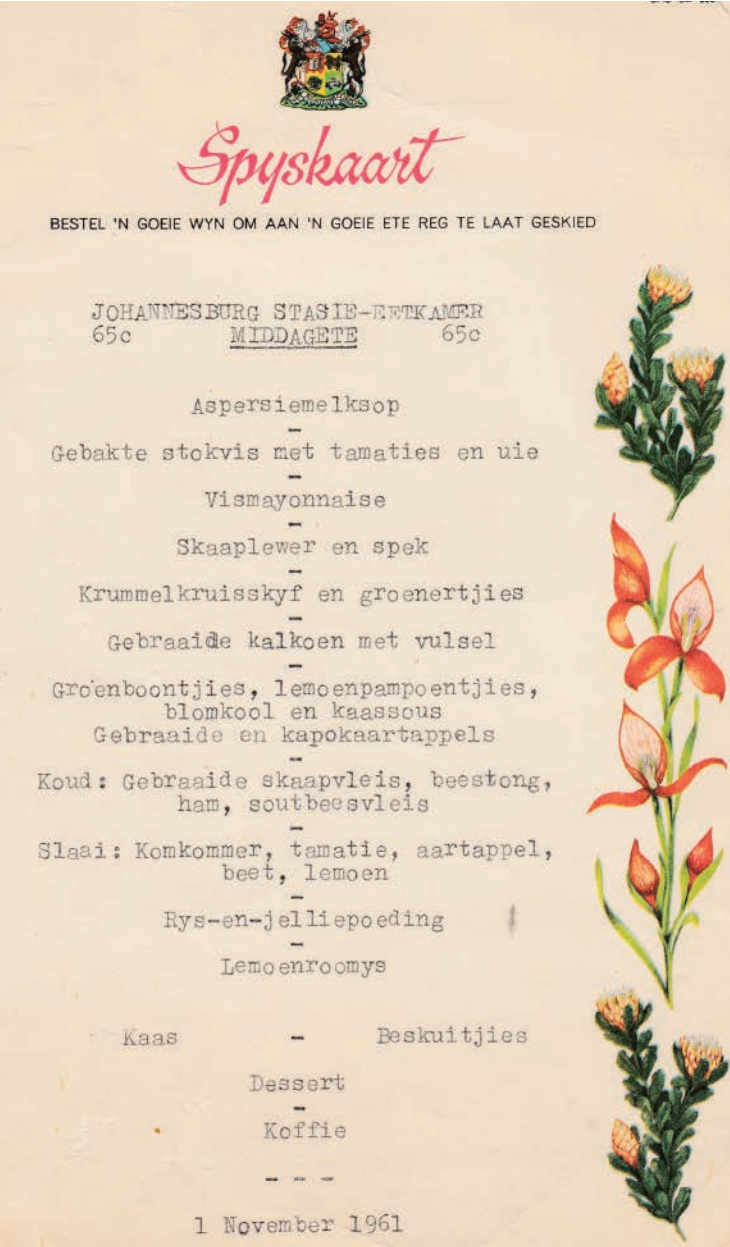 Spyskaart
BESTEL 'N GOEIE WYN OM AAN 'N GOEIE ETE REG TE LAAT GESKIED
JOHANNESBURG STASIE-EETKAMER
65c MIDDAGETE 65c
Aspersiemelksop
-
Gebakte stokvis met tamaties en uie
-
Vismayonnaise
-
Skaaplewer en spek
-
Krummelkruisskyf en groenertjies
-
Gebraaide kalkoen met vulsel
-
Groenboontjies, lemoenpampoentjies,
blomkool en kaassous
Gebraaide en kapokaartappels
-
Koud: Gebraaide skaapvleis, beestong,
ham, soutbeesvleis
-
Slaai: Komkommer, tamatie, aartappel,
beet, lemoen
-
Rys-en-jelliepoeding
-
Lemoenroomys
Kaas - Beskuitjies
Dessert
-
Koffie
- - -
1 November 1961